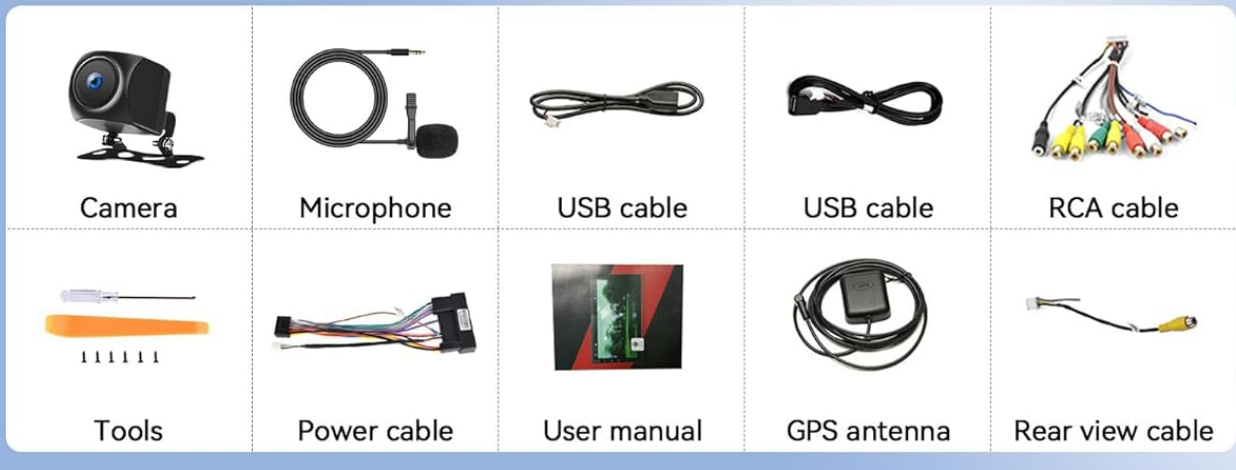 Camera
Microphone
USB cable
USB cable
RCA cable
Tools
Power cable
User manual
GPS antenna
Rear view cable